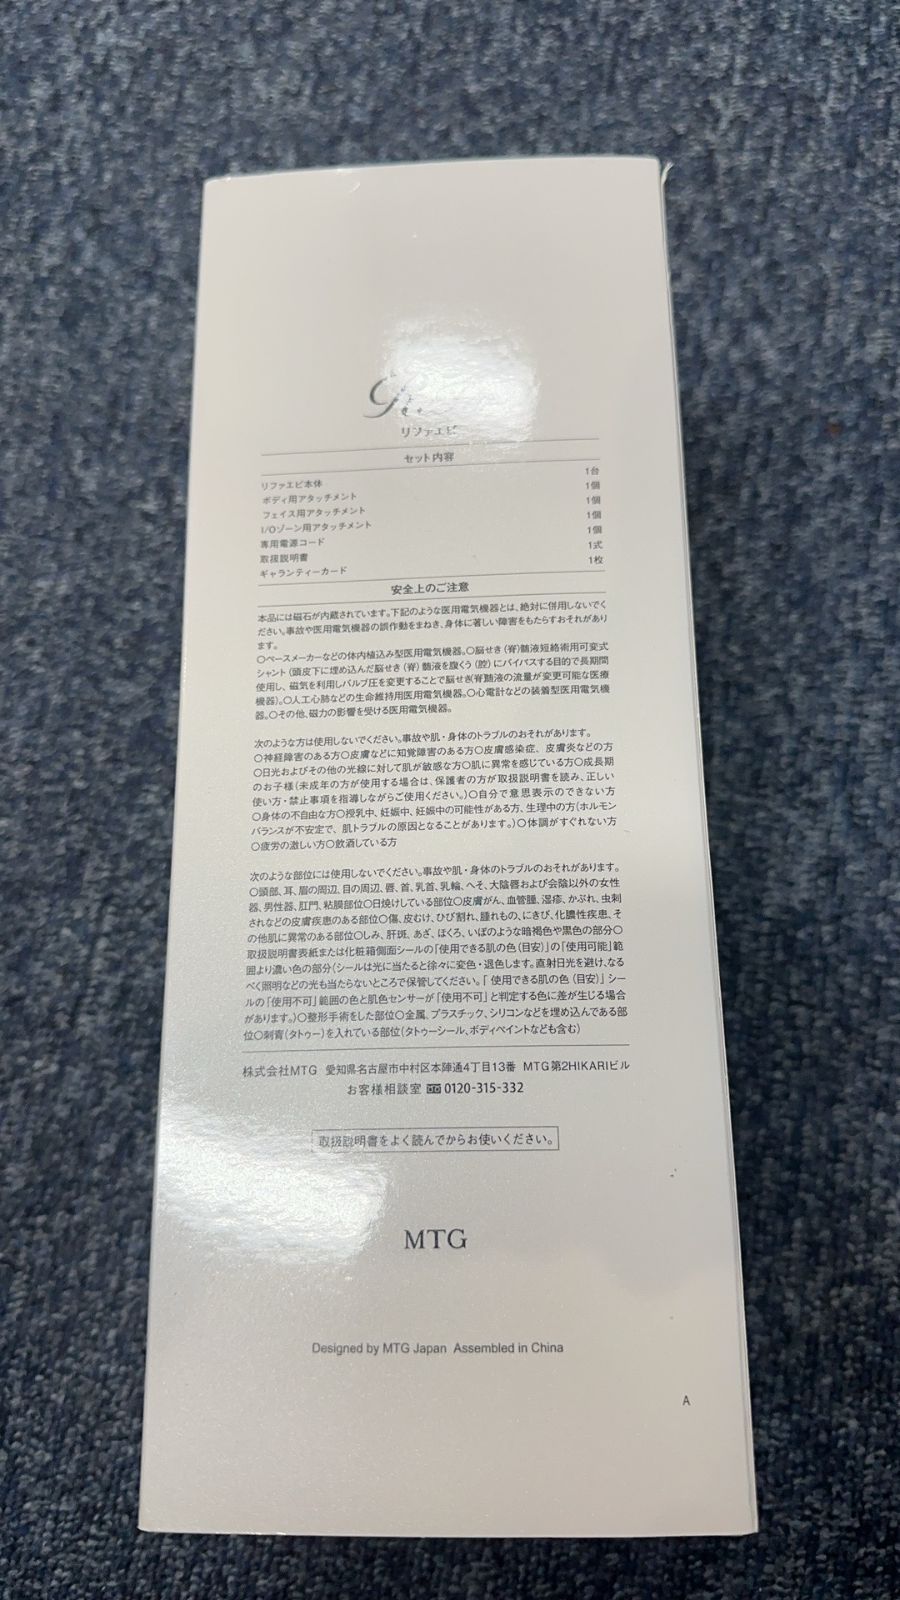 リファエピ
セット内容
リファエピ本体 1台
ボディ用アタッチメント 1個
フェイス用アタッチメント 1個
I/Oゾーン用アタッチメント 1個
専用電源コード 1個
取扱説明書 1式
ギャランティーカード 1枚
安全上のご注意
本品には磁石が内蔵されています。下記のような医用電気機器とは、絶対に併用しないでく
ださい。事故や医用電気機器の誤作動をまねき、身体に著しい障害をもたらすおそれがあり
ます。
○ペースメーカーなどの体内植込み型医用電気機器。○脳せき(脊)髄液短絡術用可変式
シャント(頭皮下に埋め込んだ脳せき(脊)髄液を腹くう(腔)にバイパスする目的で長期間
使用し、磁気を利用しバルブ圧を変更することで脳せき(脊)髄液の流量が変更可能な医療
機器)。○人工心肺などの生命維持用医用電気機器。○心電計などの装着型医用電気機
器。○その他、磁力の影響を受ける医用電気機器。
次のような方は使用しないでください。事故や肌・身体のトラブルのおそれがあります。
○神経障害のある方○皮膚などに知覚障害のある方○皮膚感染症、皮膚炎などの方
○日光およびその他の光線に対して肌が敏感な方○肌に異常を感じている方○成長期
のお子様(未成年の方が使用する場合は、保護者の方が取扱説明書を読み、正しい
使い方・禁止事項を指導しながらご使用ください。)○自分で意思表示のできない方
○身体の不自由な方○授乳中、妊娠中、妊娠中の可能性がある方、生理中の方(ホルモン
バランスが不安定で、肌トラブルの原因となることがあります。)○体調がすぐれない方
○疲労の激しい方○飲酒している方
次のような部位には使用しないでください。事故や肌・身体のトラブルのおそれがあります。
○頭部、耳、眉の周辺、目の周辺、唇、首、乳首、乳輪、へそ、大陰唇および会陰以外の女性
器、男性器、肛門、粘膜部位○日焼けしている部位○皮膚がん、血管腫、湿疹、かぶれ、虫刺
されなどの皮膚疾患のある部位○傷、皮むけ、ひび割れ、腫れもの、にきび、化膿性疾患、そ
の他肌に異常のある部位○しみ、肝斑、あざ、ほくろ、いぼのような暗褐色や黒色の部分○
取扱説明書表紙または化粧箱側面シールの「使用できる肌の色(目安)」の「使用可能」範
囲より濃い色の部分(シールは光に当たると徐々に変色・退色します。直射日光を避け、なる
べく照明などの光も当たらないところで保管してください。「使用できる肌の色(目安)」シー
ルの「使用不可」範囲の色と肌色センサーが「使用不可」と判定する色に差が生じる場合
があります。)○整形手術をした部位○金属、プラスチック、シリコンなどを埋め込んである部
位○刺青(タトゥー)を入れている部位(タトゥーシール、ボディペイントなども含む)
株式会社MTG 愛知県名古屋市中村区本陣通4丁目13番 MTG第2HIKARIビル
お客様相談室 0120-315-332
取扱説明書をよく読んでからお使いください。
MTG
Designed by MTG Japan Assembled in China
A